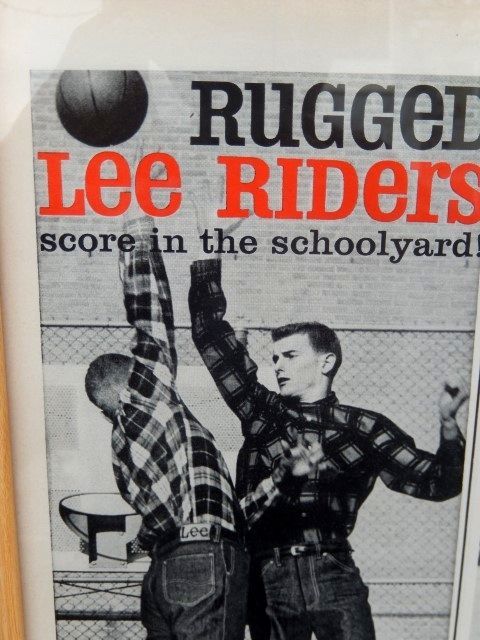 RUGGED
Lee RIDers
score in the schoolyard!
Lee